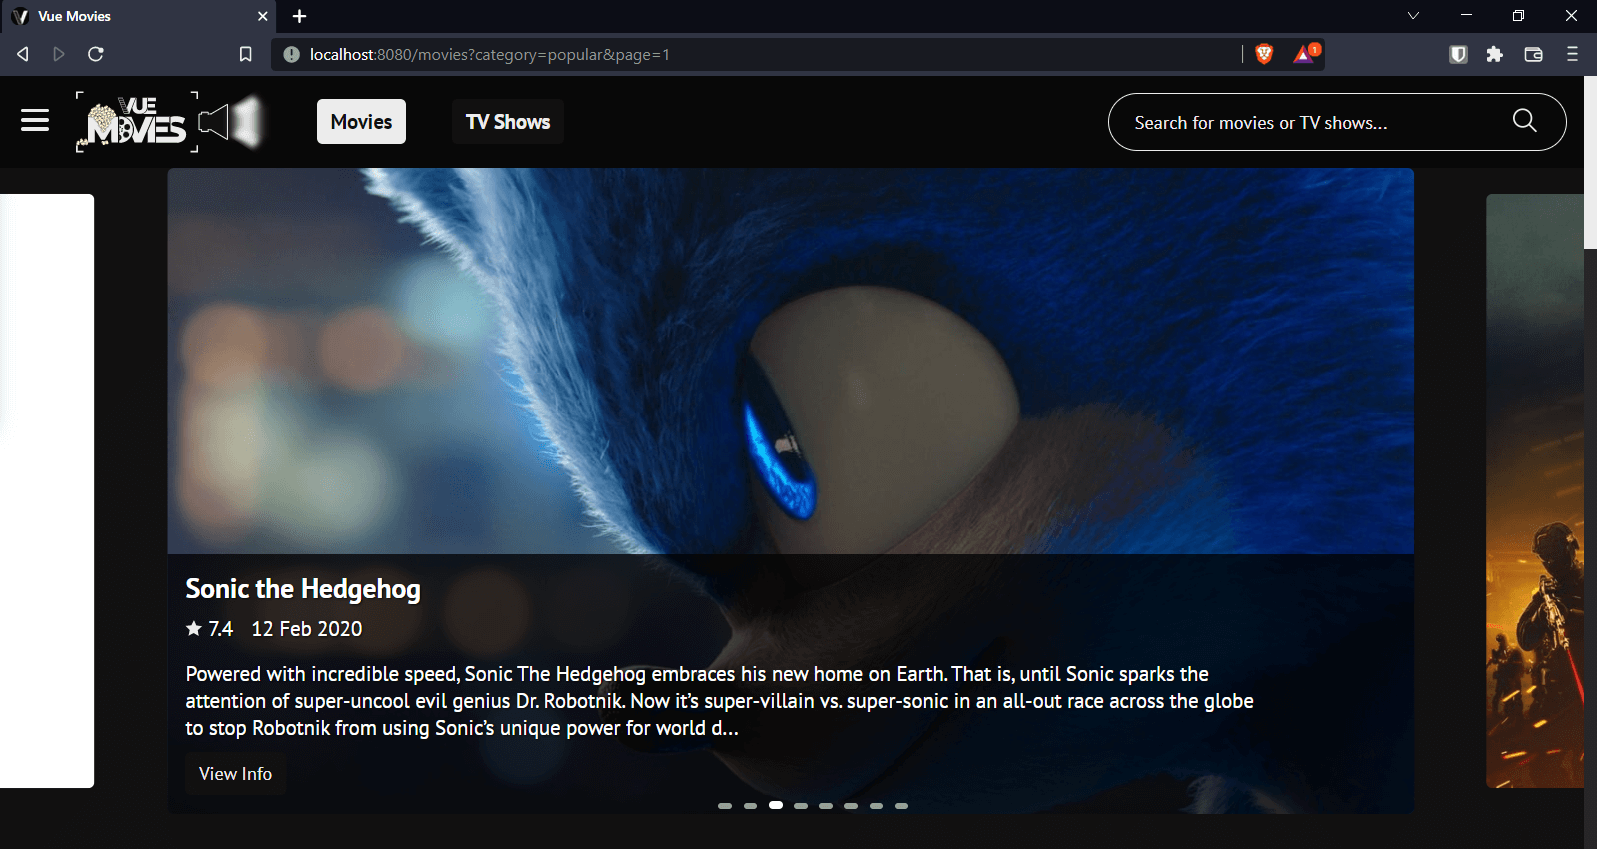 Vue Movies
localhost:8080/movies?category=popular&page=1
1
VUE
MOVIES
Movies
TV Shows
Search for movies or TV shows...
Sonic the Hedgehog
7.4 12 Feb 2020
Powered with incredible speed, Sonic The Hedgehog embraces his new home on Earth. That is, until Sonic sparks the
attention of super-uncool evil genius Dr. Robotnik. Now it’s super-villain vs. super-sonic in an all-out race across the globe
to stop Robotnik from using Sonic’s unique power for world d...
View Info